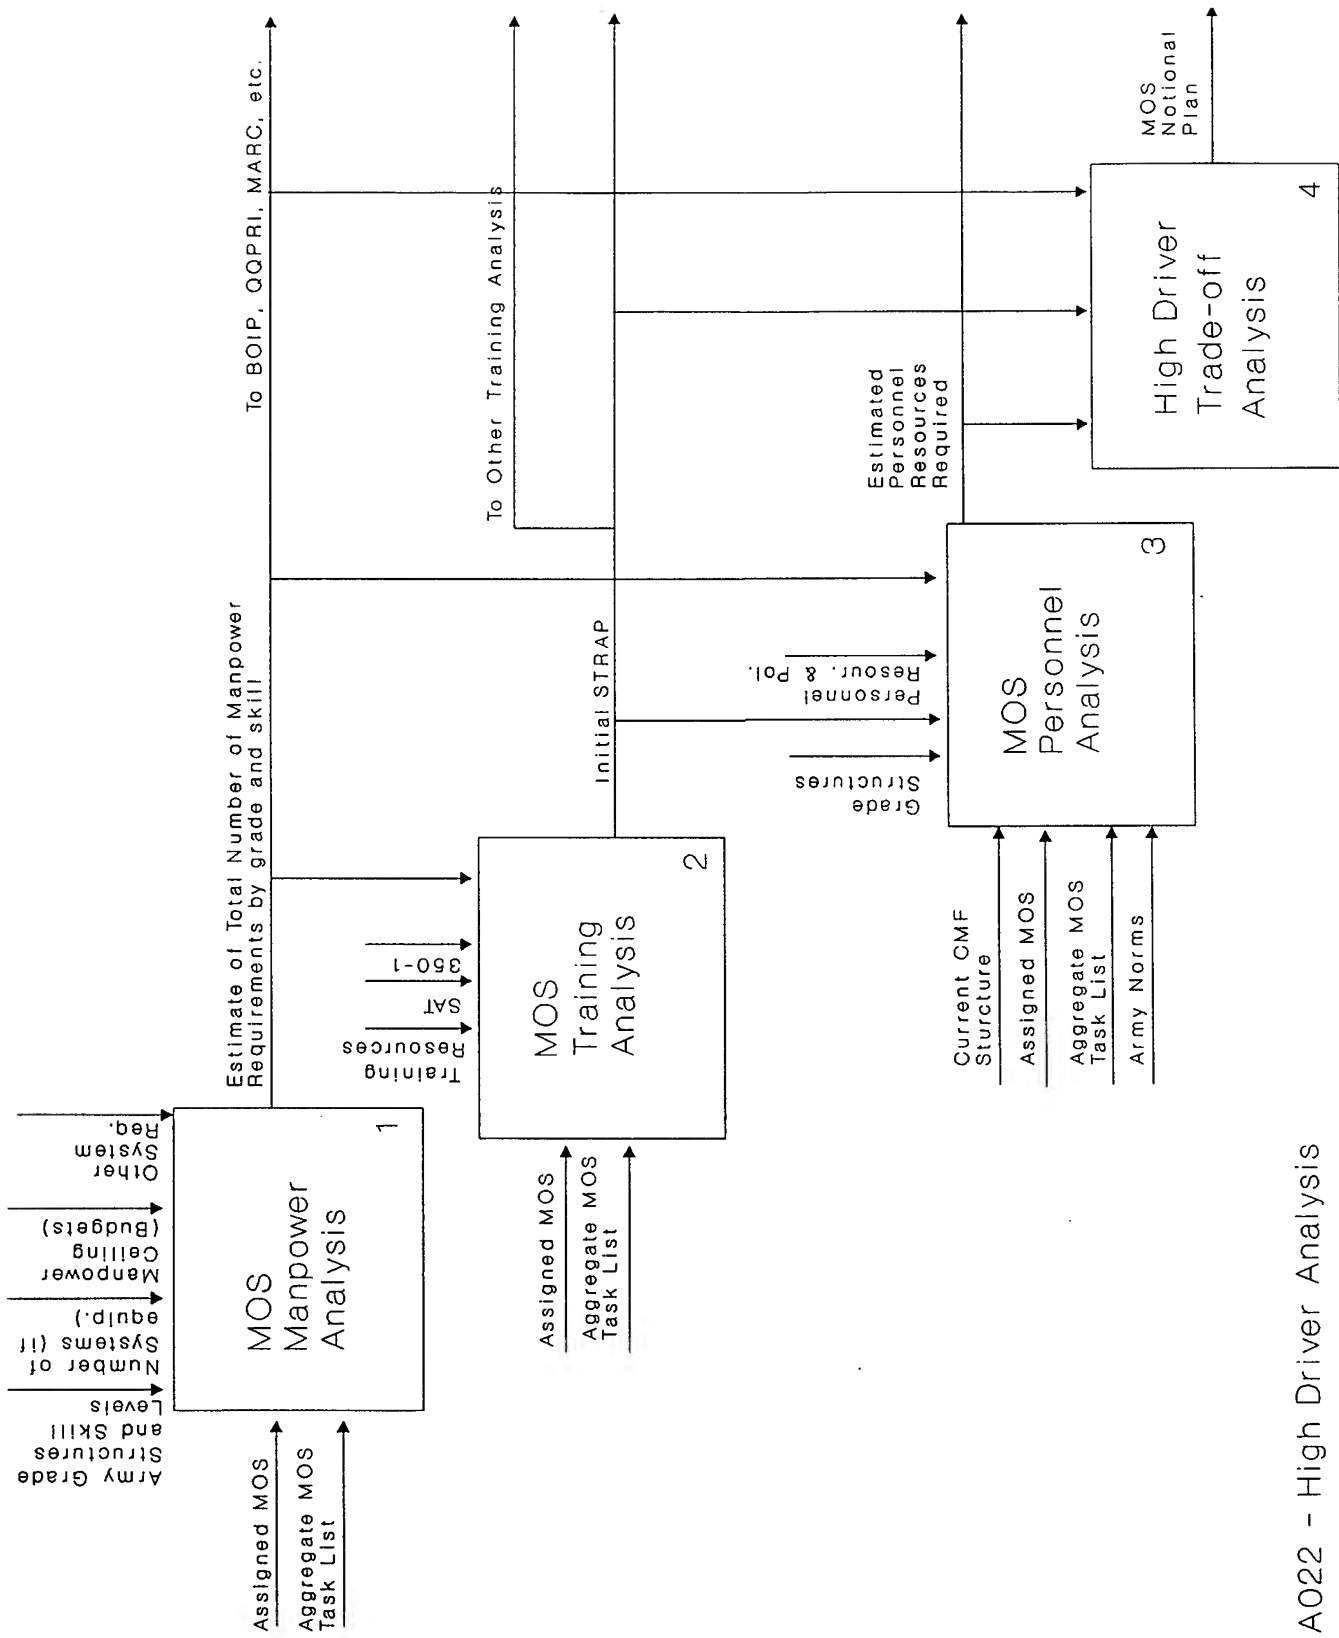 Army Grade
Structures
and Skill
Levels
Number of
Systems (if
equip.)
Manpower
Ceiling
(Budgets)
Other
System
Req.
Assigned MOS
Aggregate MOS
Task List
MOS
Manpower
Analysis
1
Estimate of Total Number of Manpower
Requirements by grade and skill
To BOIP, QQPRI, MARC, etc.
Training
Resources
SAT
350-1
Assigned MOS
Aggregate MOS
Task List
MOS
Training
Analysis
2
Initial STRAP
To Other Training Analysis
Grade
Structures
Personnel
Resour. & Pol.
Current CMF
Sturcture
Assigned MOS
Aggregate MOS
Task List
Army Norms
MOS
Personnel
Analysis
3
Estimated
Personnel
Resources
Required
High Driver
Trade-off
Analysis
4
MOS
Notional
Plan
A022 - High Driver Analysis